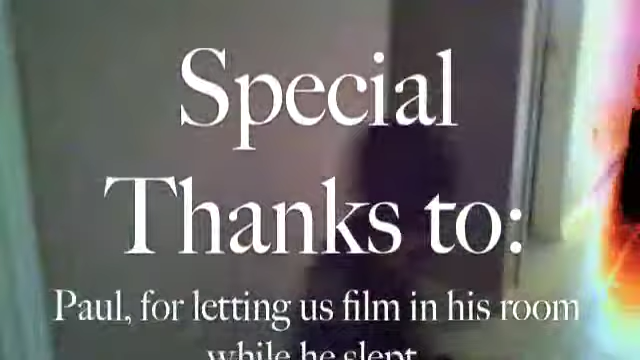 Special
Thanks to:
Paul, for letting us film in his room
while he slept